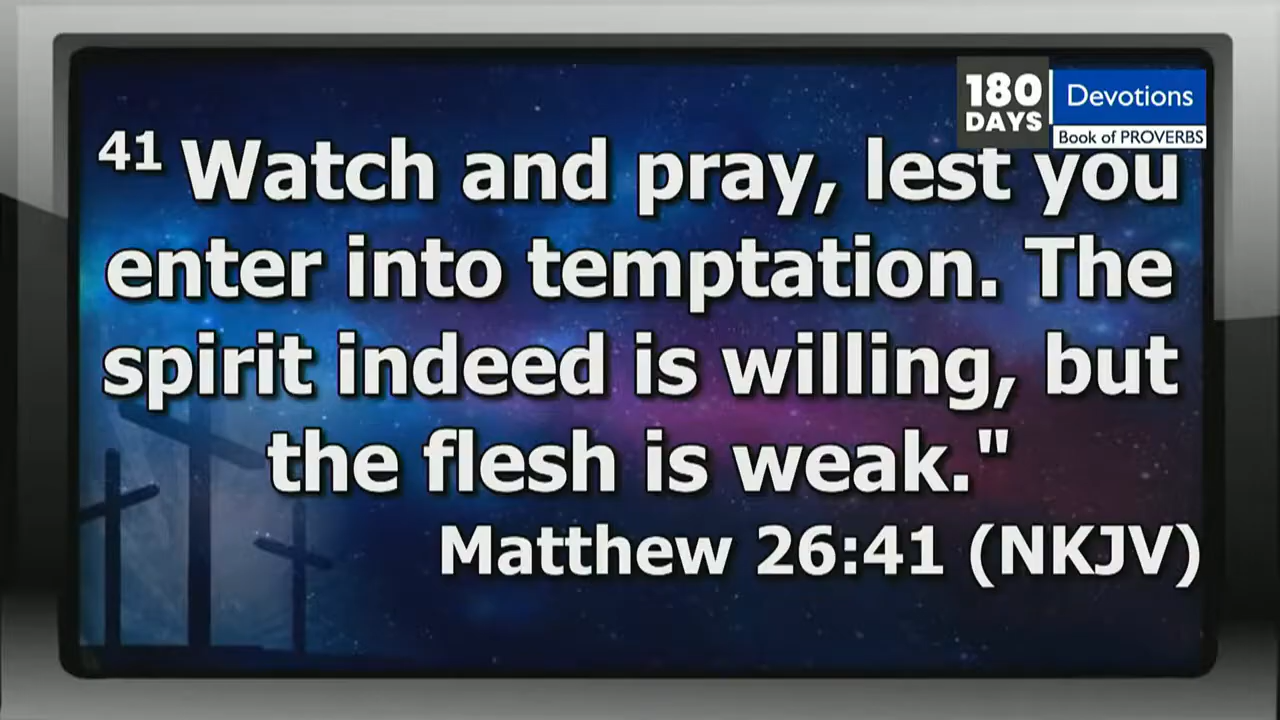 180
DAYS
Devotions
Book of PROVERBS
41 Watch and pray, lest you
enter into temptation. The
spirit indeed is willing, but
the flesh is weak."
Matthew 26:41 (NKJV)